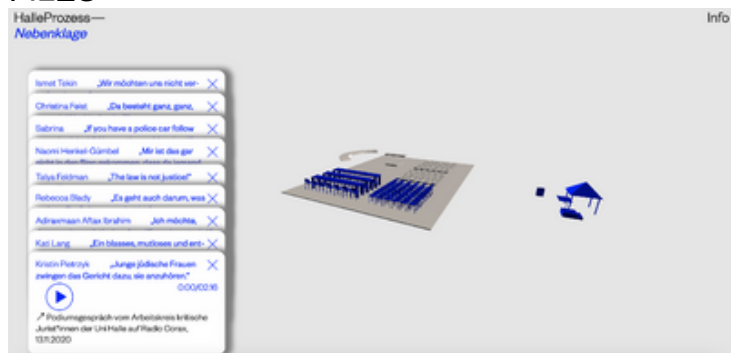 HalleProzess—
Nebenklage
Info
Ismet Tekin „Wir möchten uns nicht ver-
Christina Feist „Da besteht ganz, ganz,
Sabrina „If you have a police car follow
Naomi Henkel-Gümbel „Mir ist das gar
Talya Feldman „The law is not justice!"
Rebecca Blady „Es geht auch darum, was
Adiraxmaan Aftax Ibrahim „Ich möchte,
Kati Lang „Ein blasses, mutloses und ent-
Kristin Pietrzyk „Junge jüdische Frauen
zwingen das Gericht dazu, sie anzuhören."
0:00/02:16
↗ Podiumsgespräch vom Arbeitskreis kritische
Jurist*innen der Uni Halle auf Radio Corax,
13.11.2020